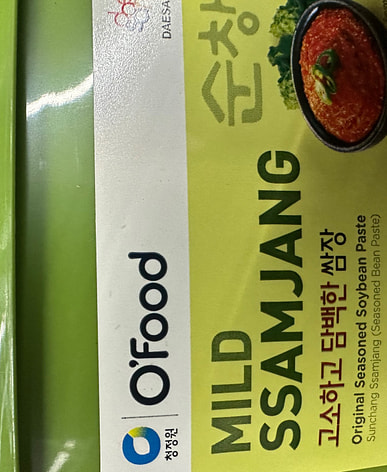 DAESA
청정원
O'Food
순창
MILD
SSAMJANG
고소하고 담백한 쌈장
Original Seasoned Soybean Paste
Sunchang Ssamjang (Seasoned Bean Paste)